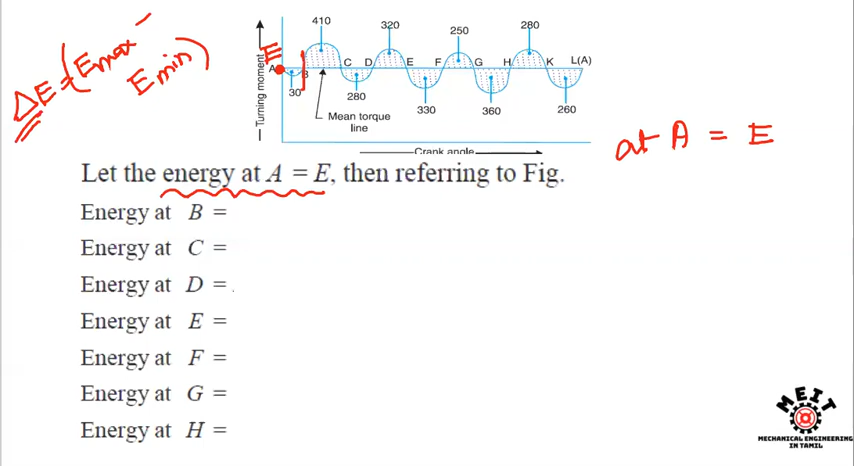 ΔE = (Emax -
Emin)
410 320 250 280
Turning moment
E
A B C D E F G H K L(A)
30 280 330 360 260
Mean torque
line
Crank angle
at A = E
Let the energy at A = E, then referring to Fig.
Energy at B =
Energy at C =
Energy at D =
Energy at E =
Energy at F =
Energy at G =
Energy at H =
MEIT
MECHANICAL ENGINEERING
IN TAMIL